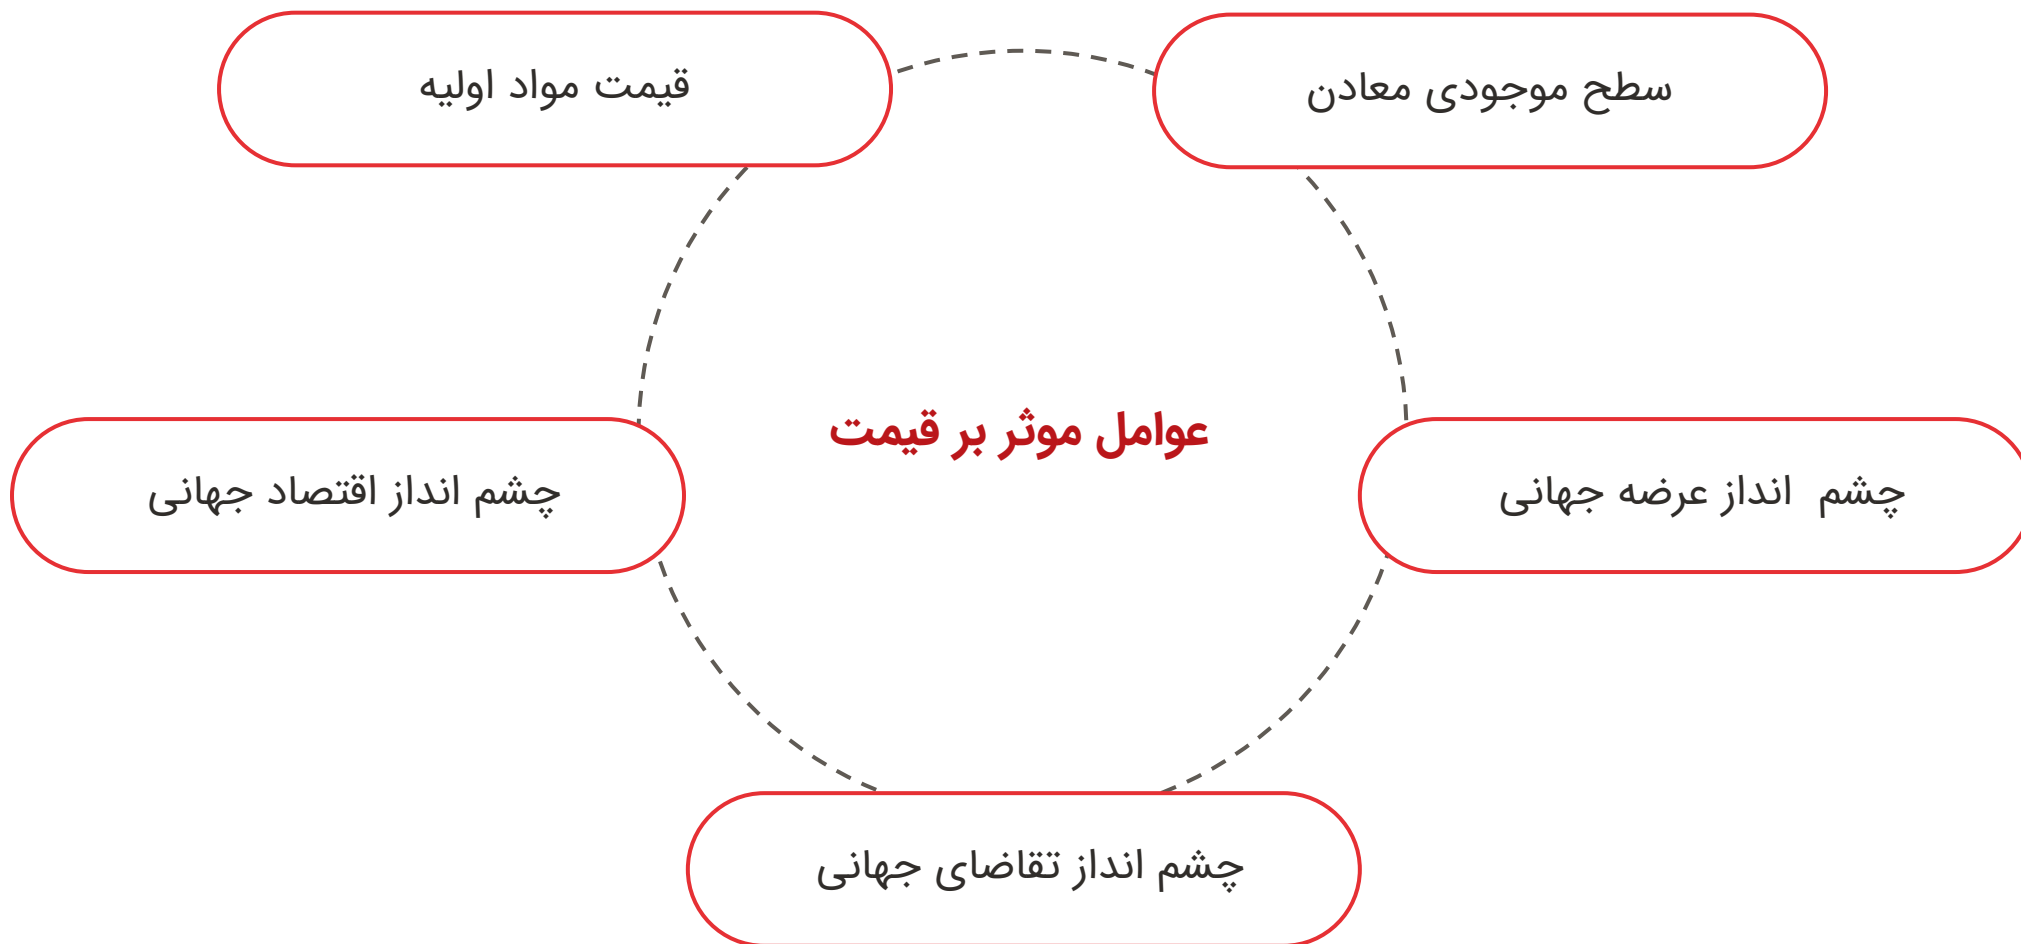 سطح موجودی معادن
قیمت مواد اولیه
عوامل موثر بر قیمت
چشم  انداز عرضه جهانی
چشم انداز اقتصاد جهانی
چشم انداز تقاضای جهانی